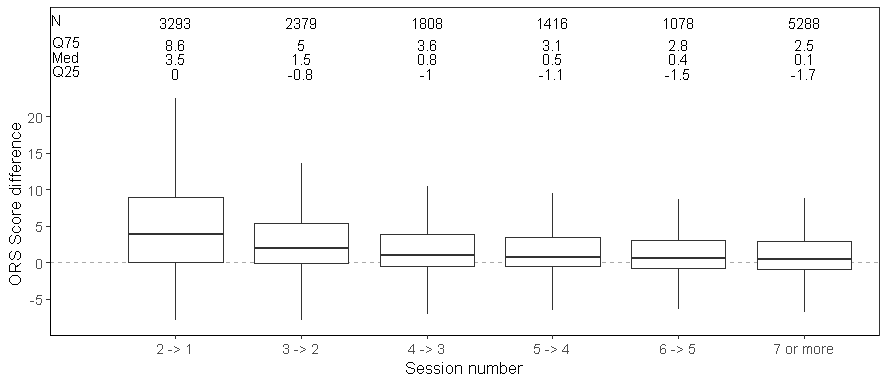 N 3293 2379 1808 1416 1078 5288
Q75 8.6 5 3.6 3.1 2.8 2.5
Med 3.5 1.5 0.8 0.5 0.4 0.1
Q25 0 -0.8 -1 -1.1 -1.5 -1.7
ORS Score difference
20
15
10
5
0
-5
2 -> 1 3 -> 2 4 -> 3 5 -> 4 6 -> 5 7 or more
Session number